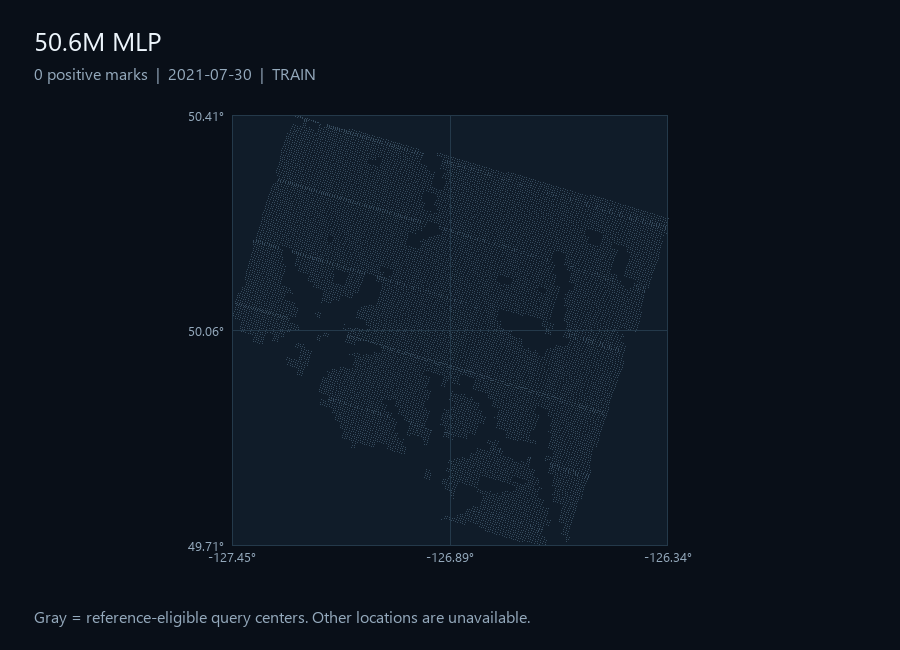 50.6M MLP
0 positive marks | 2021-07-30 | TRAIN
50.41°
50.06°
49.71°
-127.45°
-126.89°
-126.34°
Gray = reference-eligible query centers. Other locations are unavailable.